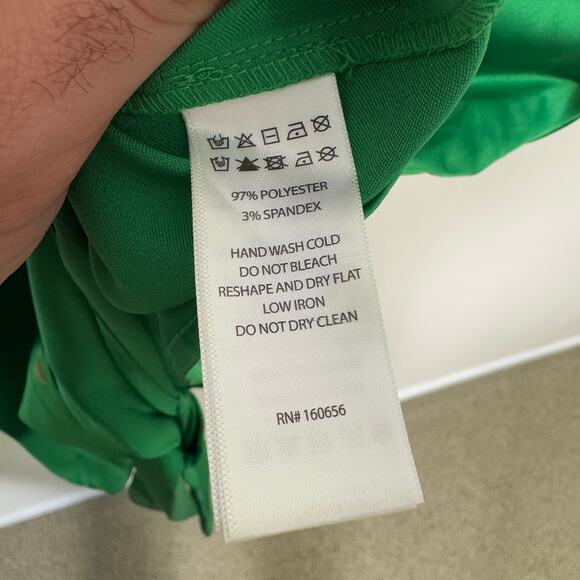 97% POLYESTER
3% SPANDEX
HAND WASH COLD
DO NOT BLEACH
RESHAPE AND DRY FLAT
LOW IRON
DO NOT DRY CLEAN
RN# 160656